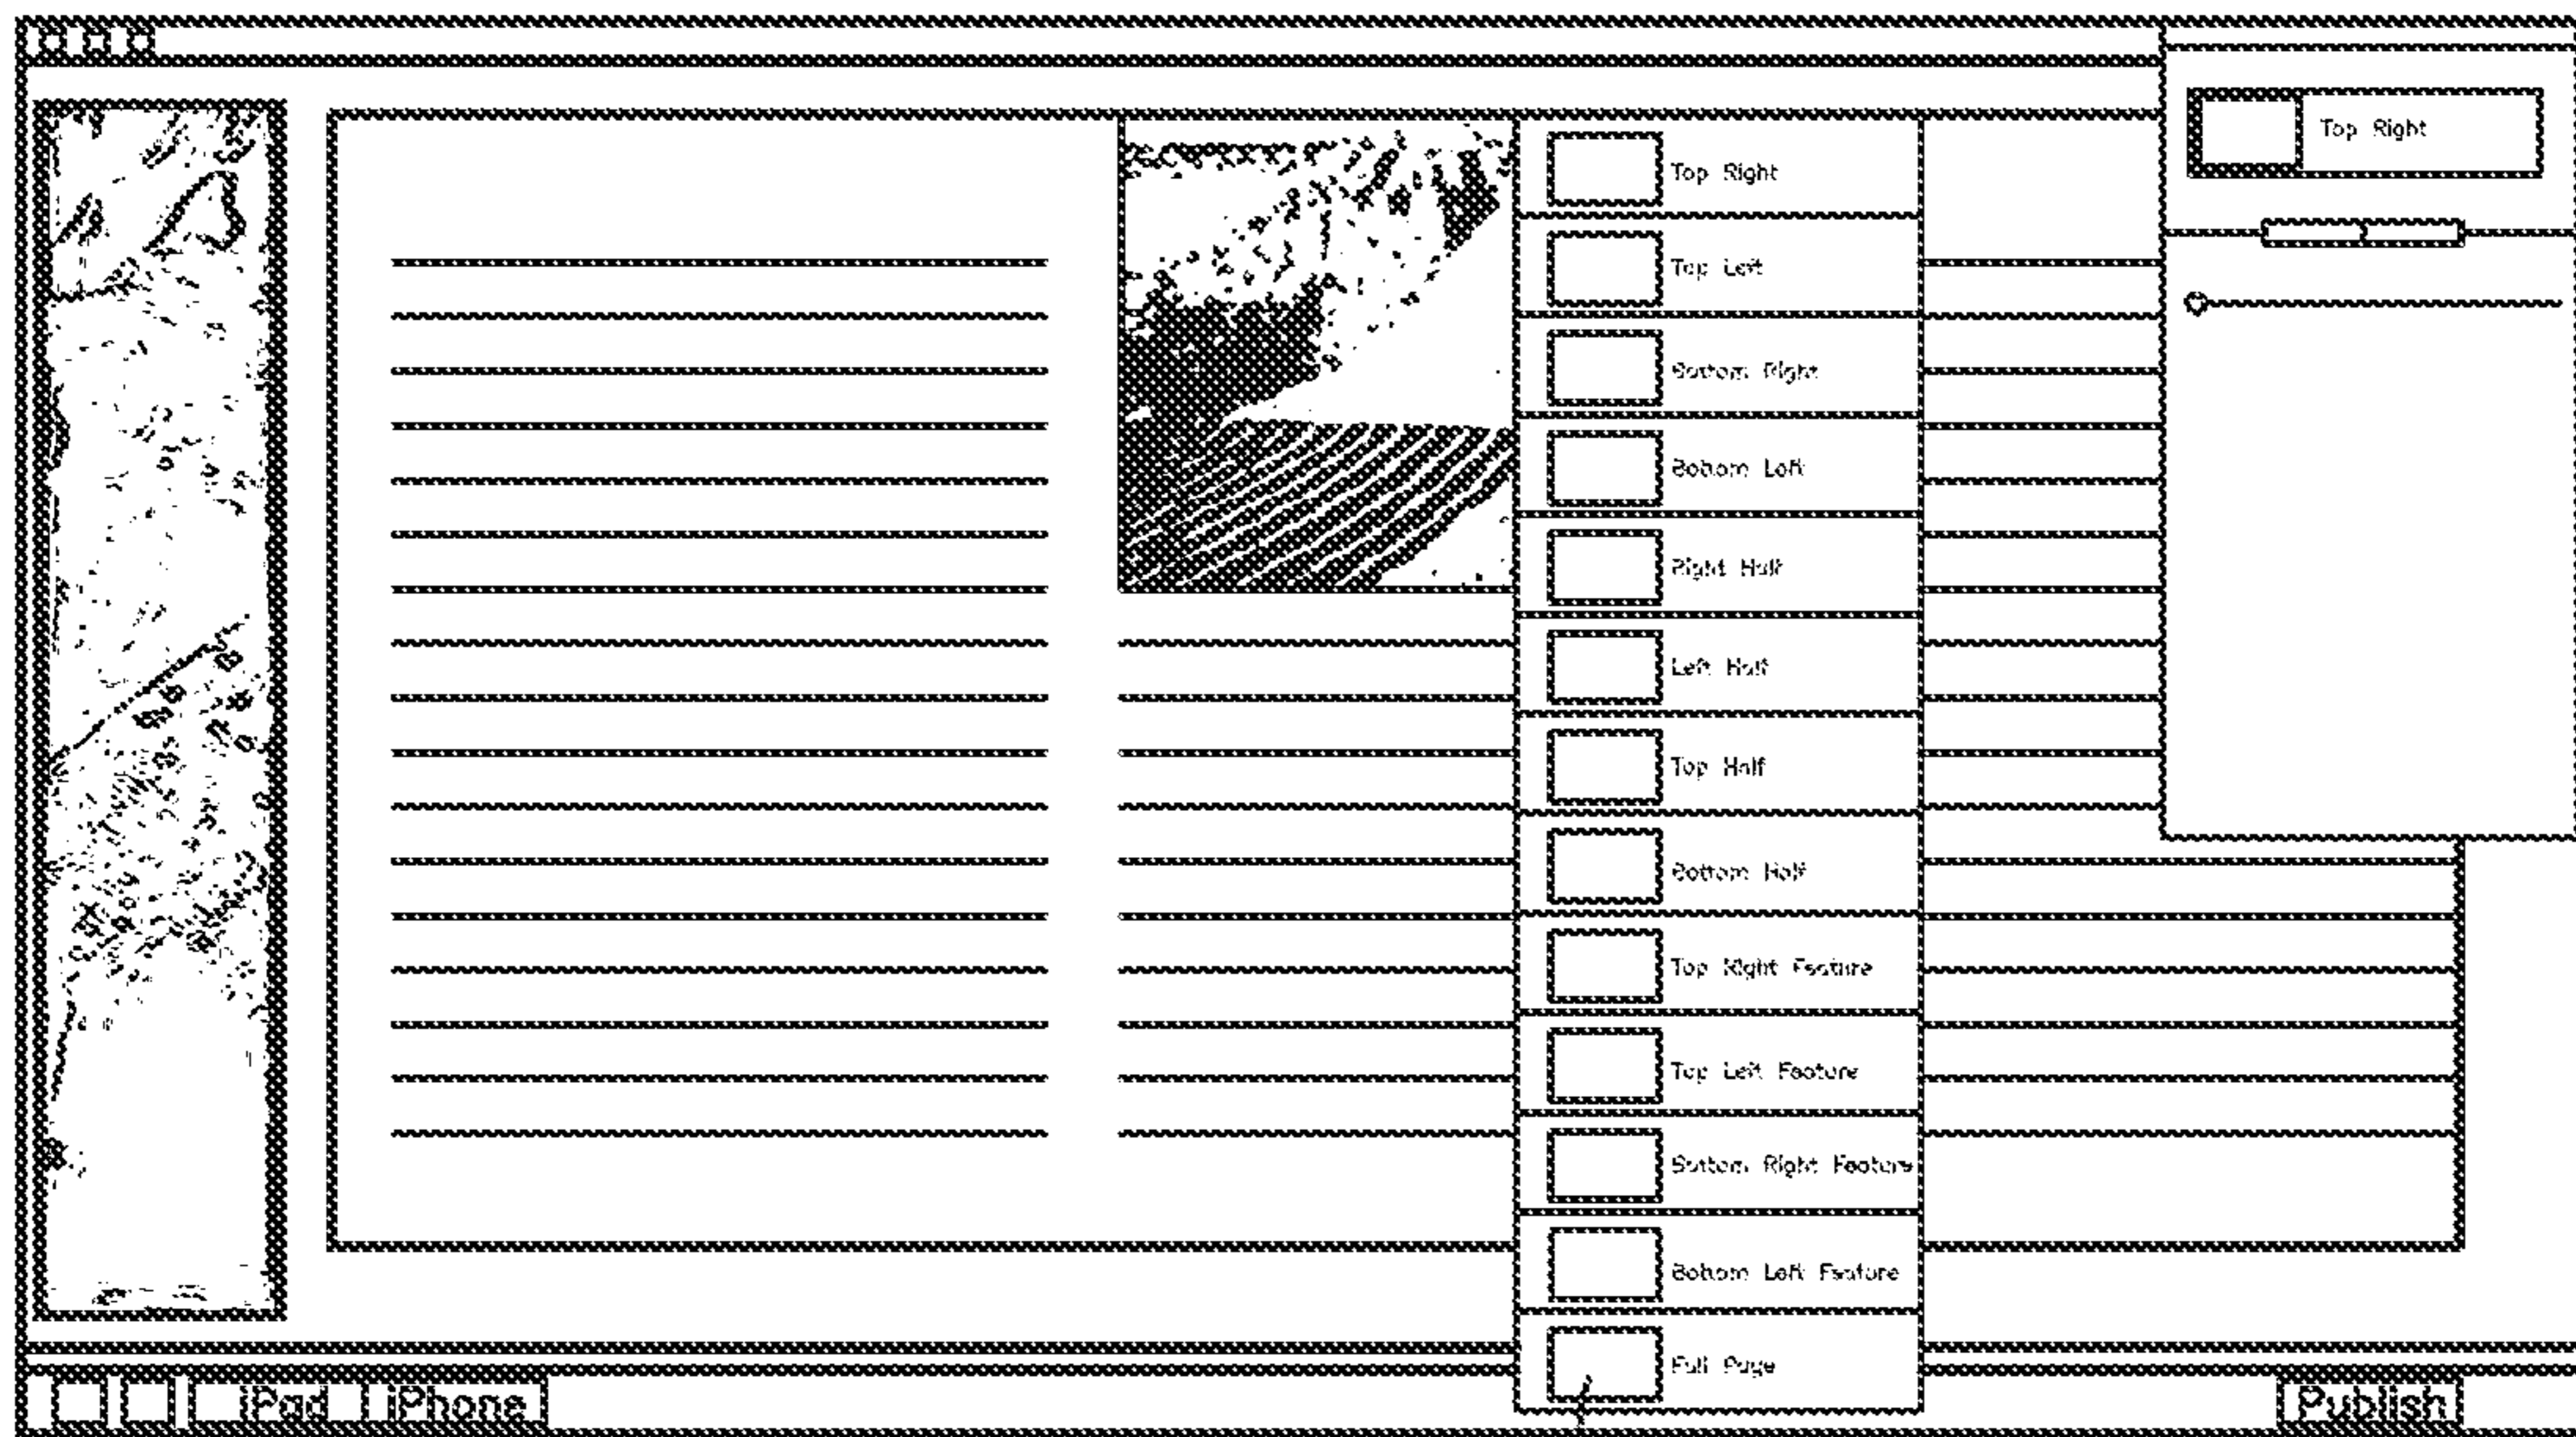 Top Right
Top Right
Top Left
Bottom Right
Bottom Left
Right Half
Left Half
Top Half
Bottom Half
Top Right Feature
Top Left Feature
Bottom Right Feature
Bottom Left Feature
Full Page
iPad iPhone
Publish